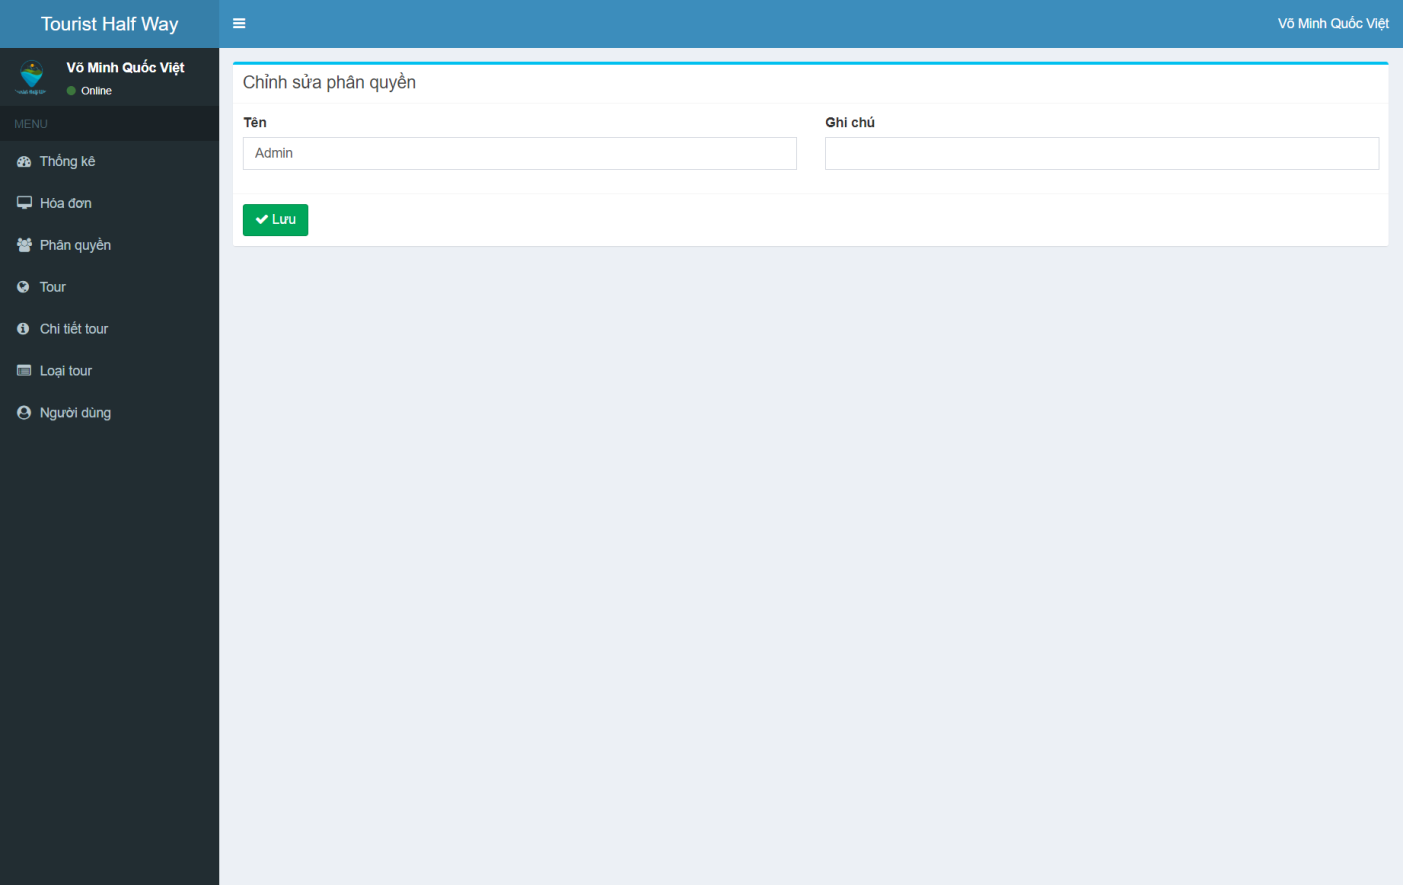 Tourist Half Way
Võ Minh Quốc Việt
Võ Minh Quốc Việt
Online
MENU
Thống kê
Hóa đơn
Phân quyền
Tour
Chi tiết tour
Loại tour
Người dùng
Chỉnh sửa phân quyền
Tên
Ghi chú
Admin
Lưu